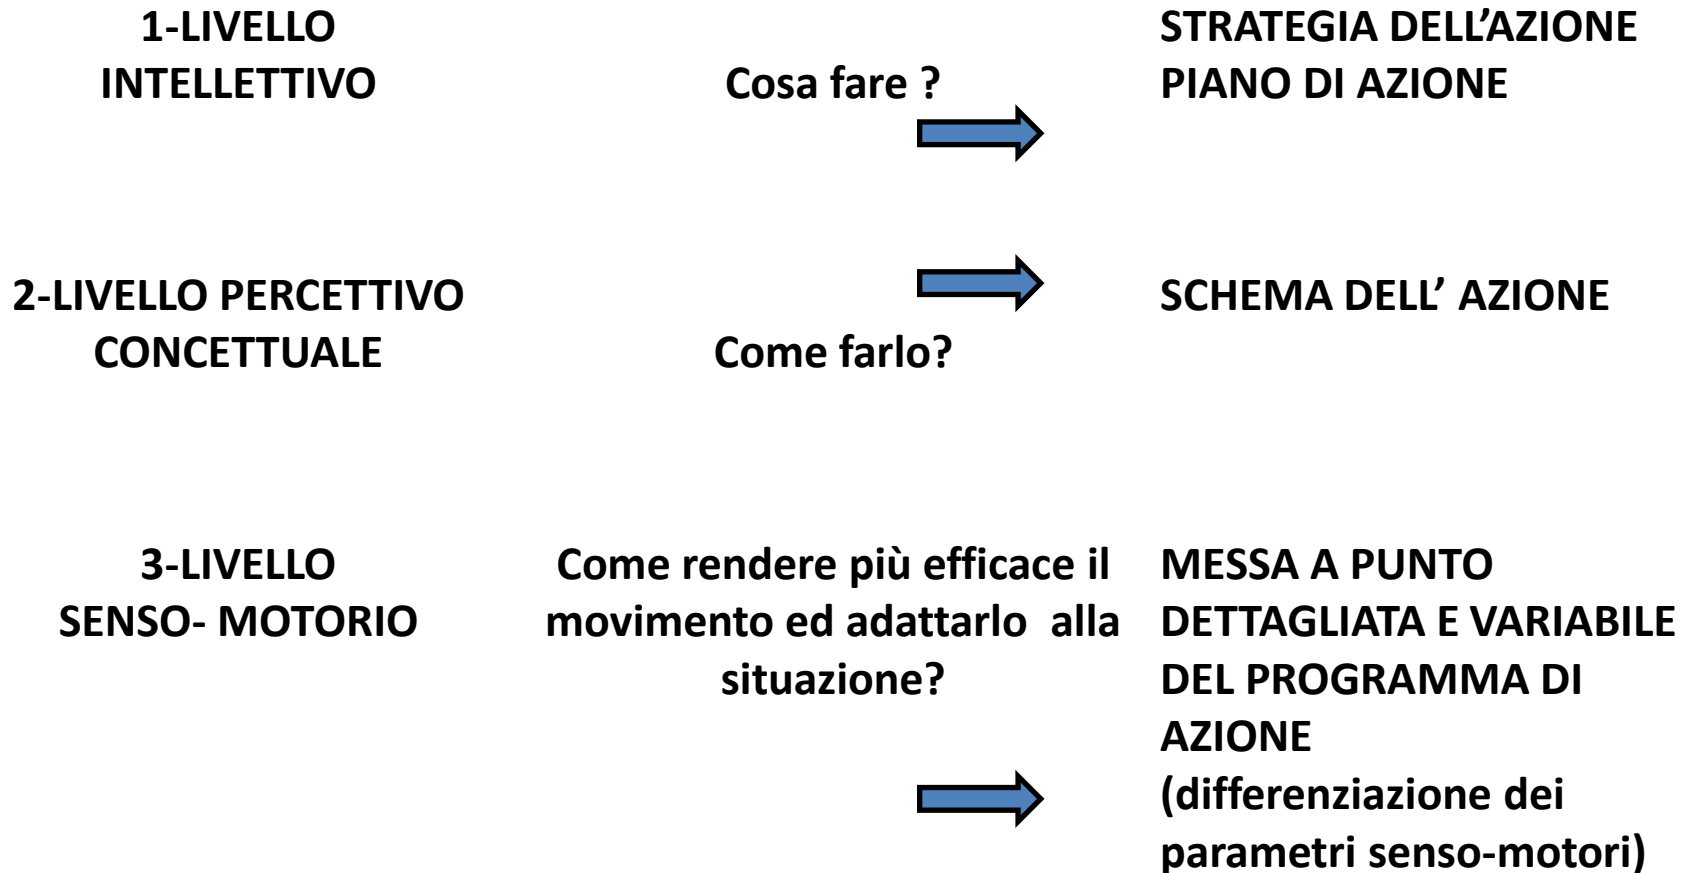 1-LIVELLO
INTELLETTIVO
Cosa fare ?
STRATEGIA DELL’AZIONE
PIANO DI AZIONE
2-LIVELLO PERCETTIVO
CONCETTUALE
Come farlo?
SCHEMA DELL’ AZIONE
3-LIVELLO
SENSO- MOTORIO
Come rendere più efficace il
movimento ed adattarlo  alla
situazione?
MESSA A PUNTO
DETTAGLIATA E VARIABILE
DEL PROGRAMMA DI
AZIONE
(differenziazione dei
parametri senso-motori)